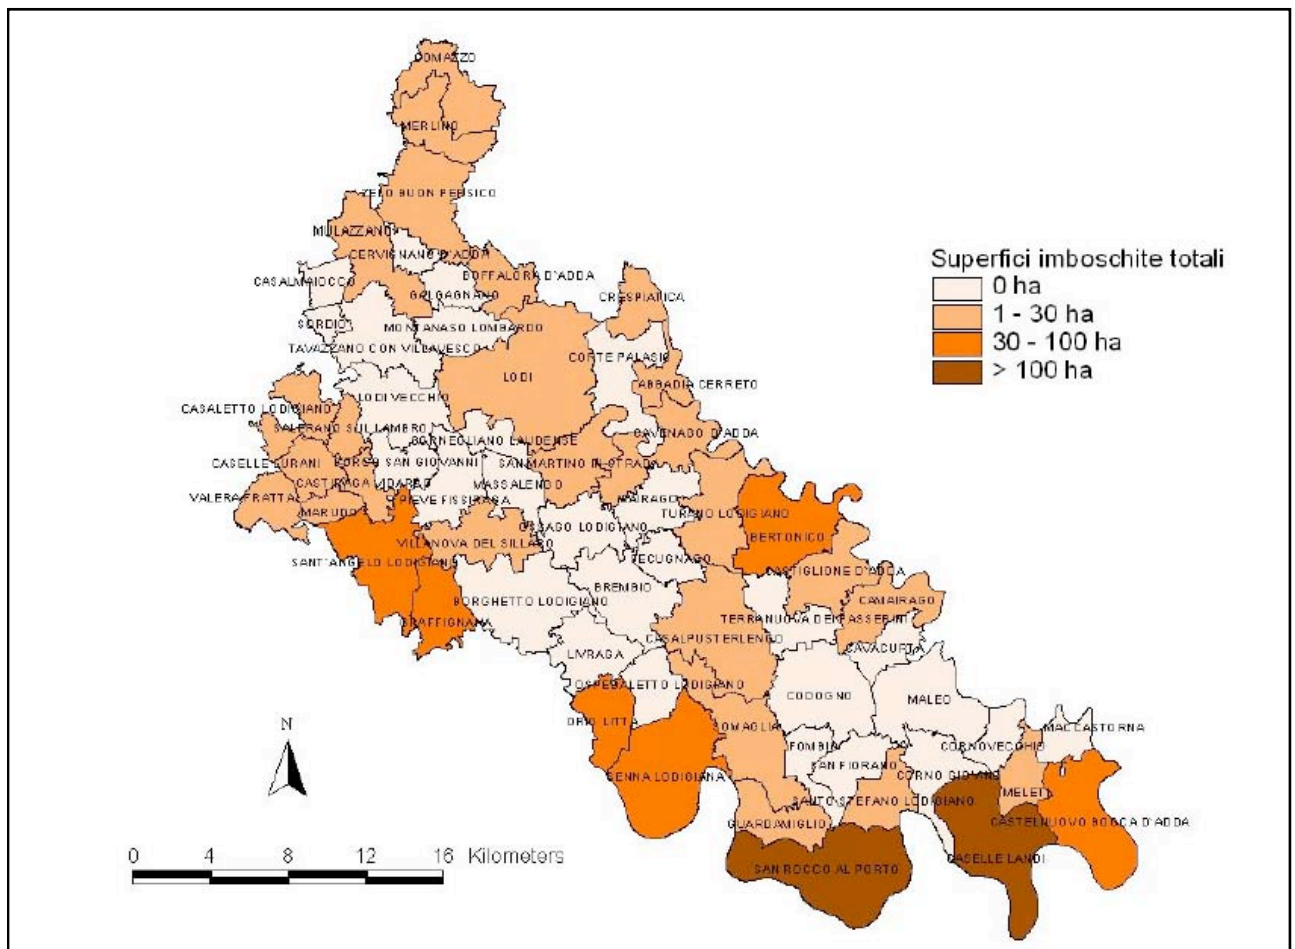 COMAZZO
MERLINO
ZELO BUON PERSICO
MULAZZANO
CERVIGNANO D'ADDA
BOFFALORA D'ADDA
CASALMAIOCCO
GALGAGNANO
CRESPIATICA
SORDIO
MONTANASO LOMBARDO
TAVAZZANO CON VILLAVESCO
CORTE PALASIO
LODI
ABBADIA CERRETO
LODI VECCHIO
CASALETTO LODIGIANO
SALERANO SUL LAMBRO
CORNEGLIANO LAUDENSE
CAVENAGO D'ADDA
CASELLE LURANI
BORGO SAN GIOVANNI
SAN MARTINO IN STRADA
CASTIRAGA VIDARDO
MASSALENGO
VALERA FRATTA
PIEVE FISSIRAGA
MAIRAGO
MARUDO
TURANO LODIGIANO
OSSAGO LODIGIANO
BERTONICO
VILLANOVA DEL SILLARO
SECUGNAGO
SANT'ANGELO LODIGIANO
CASTIGLIONE D'ADDA
BREMBIO
BORGHETTO LODIGIANO
CAMAIRAGO
GRAFFIGNANA
TERRANUOVA DEI PASSERINI
CASALPUSTERLENGO
CAVACURTA
LIVRAGA
OSPEDALETTO LODIGIANO
CODOGNO
MALEO
ORIO LITTA
SOMAGLIA
MACCASTORNA
FOMBIO
CORNOVECCHIO
SAN FIORANO
SENNA LODIGIANA
CORNO GIOVINE
SANTO STEFANO LODIGIANO
MELETI
GUARDAMIGLIO
CASTELNUOVO BOCCA D'ADDA
CASELLE LANDI
SAN ROCCO AL PORTO
Superfici imboschite totali
0 ha
1 - 30 ha
30 - 100 ha
> 100 ha
N
0 4 8 12 16 Kilometers